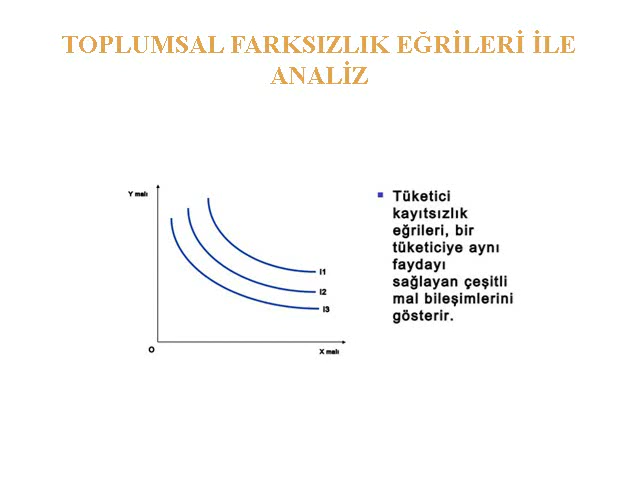 TOPLUMSAL FARKSIZLIK EĞRİLERİ İLE
ANALİZ
Y malı
I1
I2
I3
O
X malı
Tüketici
kayıtsızlık
eğrileri, bir
tüketiciye aynı
faydayı
sağlayan çeşitli
mal bileşimlerini
gösterir.